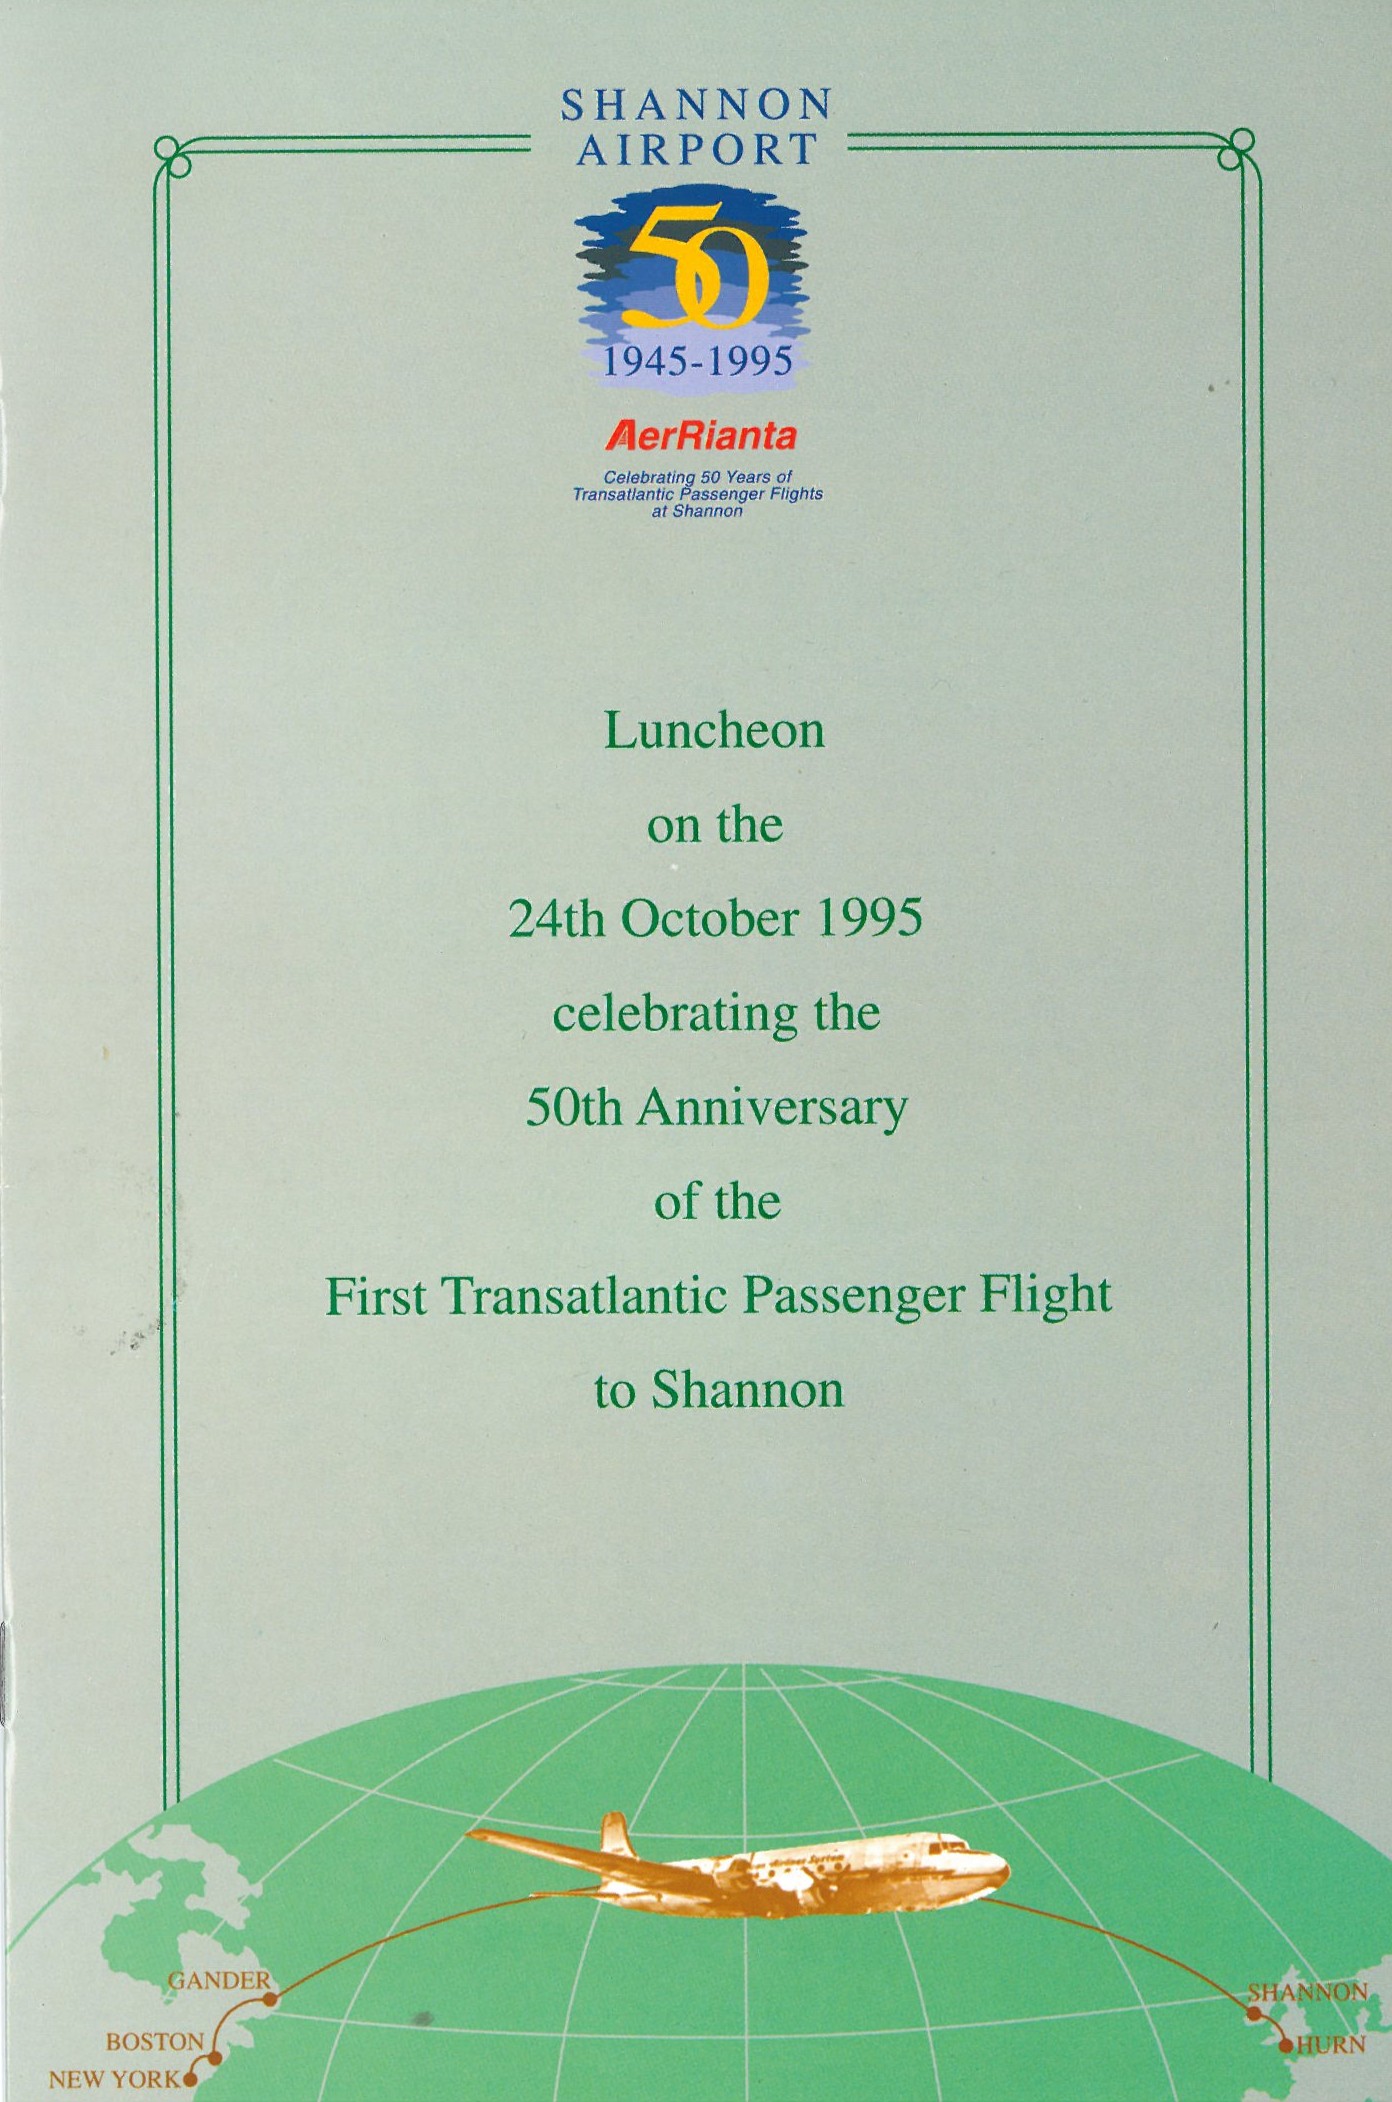 SHANNON
AIRPORT
50
1945-1995
AerRianta
Celebrating 50 Years of
Transatlantic Passenger Flights
at Shannon
Luncheon
on the
24th October 1995
celebrating the
50th Anniversary
of the
First Transatlantic Passenger Flight
to Shannon
GANDER
BOSTON
NEW YORK
SHANNON
HURN